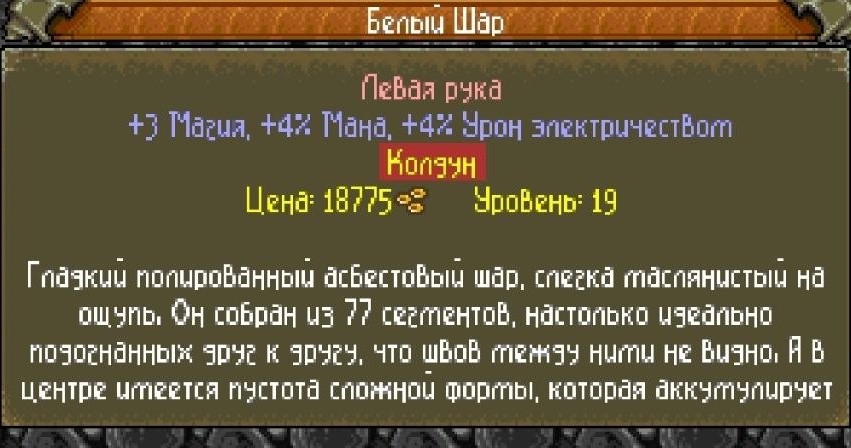 Белый Шар
Левая рука
+3 Магия, +4% Мана, +4% Урон электричеством
Колдун
Цена: 18775 Уровень: 19
Гладкий полированный асбестовый шар, слегка маслянистый на
ощупь. Он собран из 77 сегментов, настолько идеально
подогнанных друг к другу, что швов между ними не видно. А в
центре имеется пустота сложной формы, которая аккумулирует